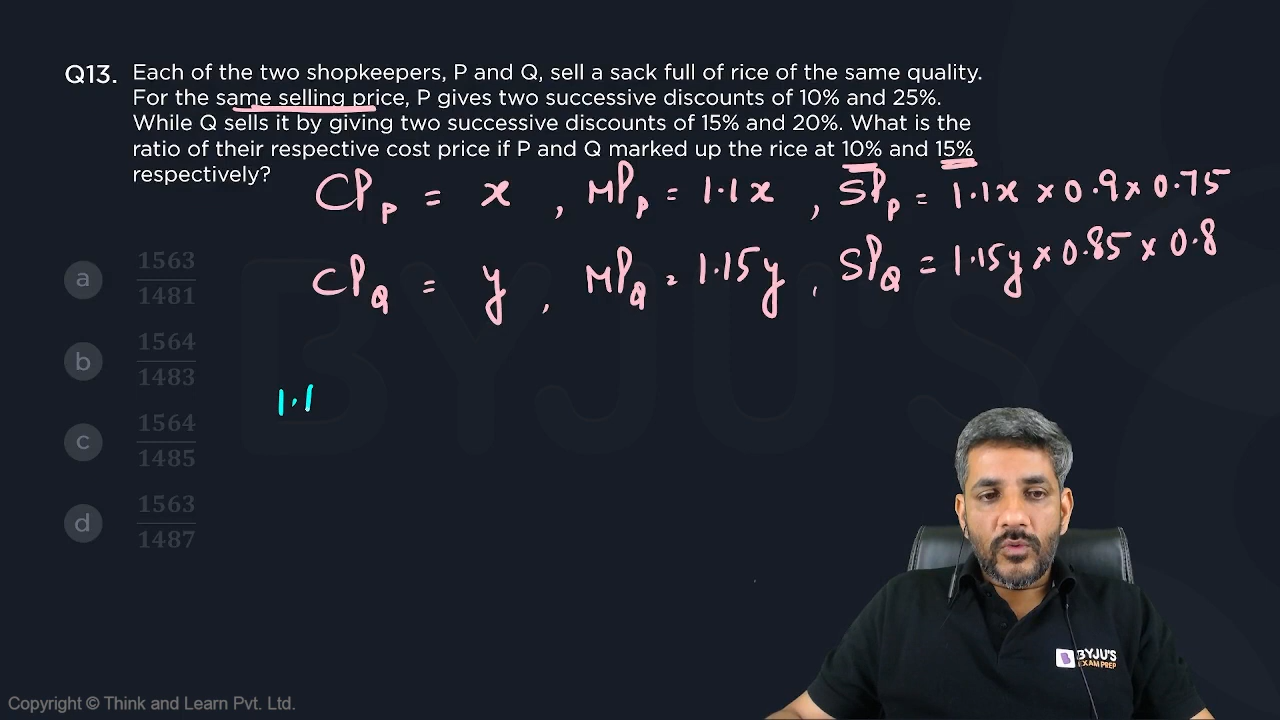 Q13. Each of the two shopkeepers, P and Q, sell a sack full of rice of the same quality.
For the same selling price, P gives two successive discounts of 10% and 25%.
While Q sells it by giving two successive discounts of 15% and 20%. What is the
ratio of their respective cost price if P and Q marked up the rice at 10% and 15%
respectively?
CP_P = x , MP_P = 1.1x , SP_P = 1.1x × 0.9 × 0.75
CP_Q = y , MP_Q = 1.15y , SP_Q = 1.15y × 0.85 × 0.8
a 1563/1481
b 1564/1483
c 1564/1485
d 1563/1487
1.1
BYJU'S
BYJU'S
EXAM PREP
Copyright © Think and Learn Pvt. Ltd.